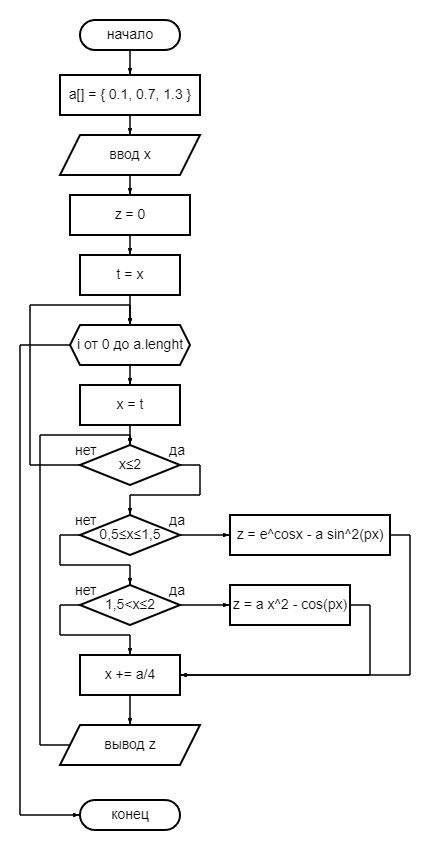 начало
a[] = { 0.1, 0.7, 1.3 }
ввод x
z = 0
t = x
i от 0 до a.lenght
x = t
нет
да
x≤2
нет
да
0,5≤x≤1,5
z = e^cosx - a sin^2(px)
нет
да
1,5<x≤2
z = a x^2 - cos(px)
x += a/4
вывод z
конец